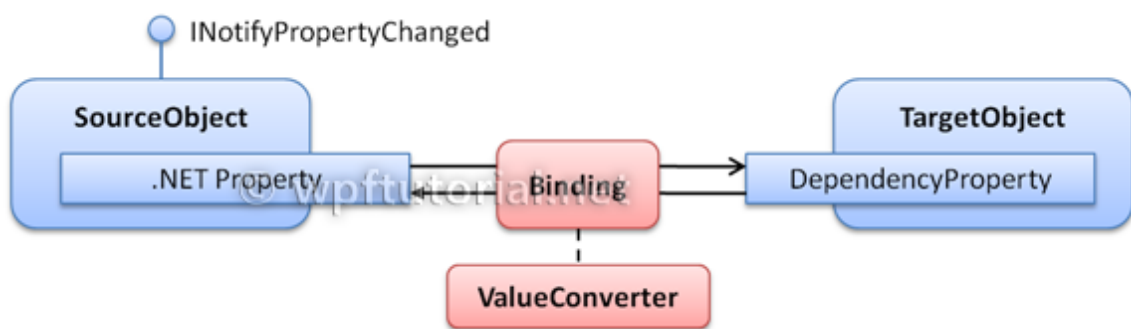 INotifyPropertyChanged
SourceObject
TargetObject
.NET Property
Binding
DependencyProperty
© wpftutorial.net
ValueConverter